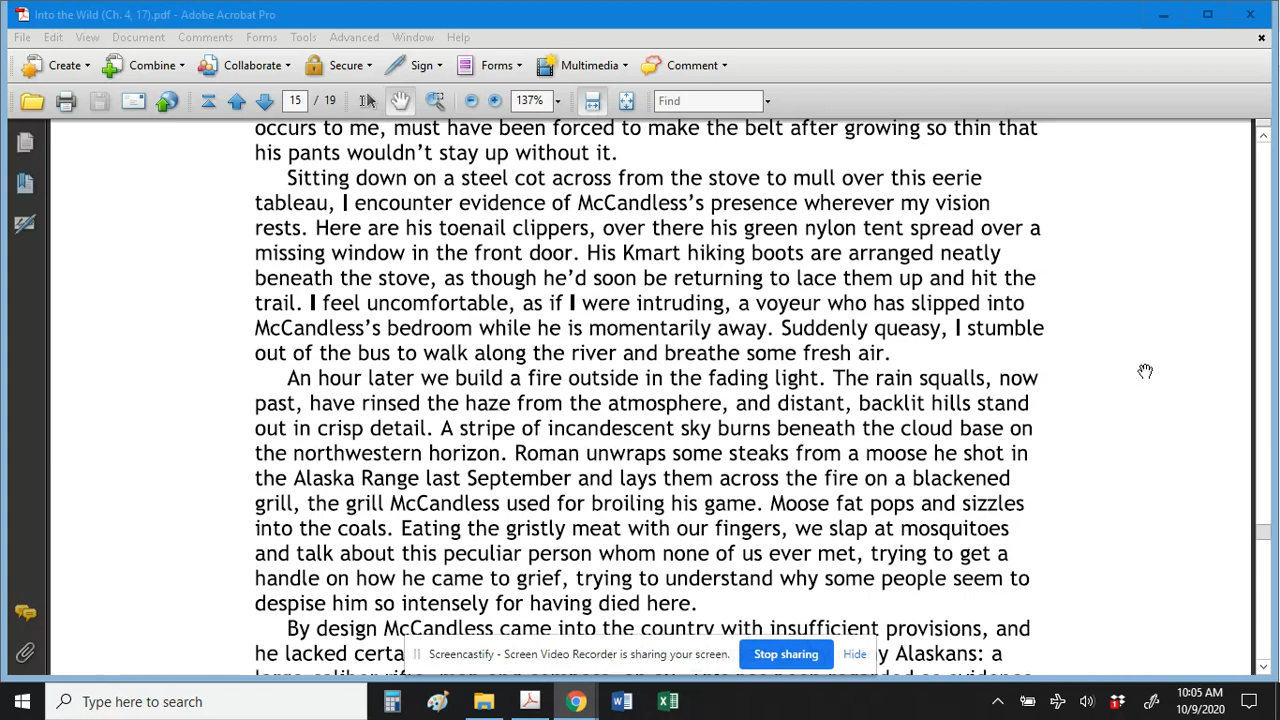 Into the Wild (Ch. 4, 17).pdf - Adobe Acrobat Pro
File Edit View Document Comments Forms Tools Advanced Window Help
Create Combine Collaborate Secure Sign Forms Multimedia Comment
15 / 19 137% Find
occurs to me, must have been forced to make the belt after growing so thin that
his pants wouldn’t stay up without it.
Sitting down on a steel cot across from the stove to mull over this eerie
tableau, I encounter evidence of McCandless’s presence wherever my vision
rests. Here are his toenail clippers, over there his green nylon tent spread over a
missing window in the front door. His Kmart hiking boots are arranged neatly
beneath the stove, as though he’d soon be returning to lace them up and hit the
trail. I feel uncomfortable, as if I were intruding, a voyeur who has slipped into
McCandless’s bedroom while he is momentarily away. Suddenly queasy, I stumble
out of the bus to walk along the river and breathe some fresh air.
An hour later we build a fire outside in the fading light. The rain squalls, now
past, have rinsed the haze from the atmosphere, and distant, backlit hills stand
out in crisp detail. A stripe of incandescent sky burns beneath the cloud base on
the northwestern horizon. Roman unwraps some steaks from a moose he shot in
the Alaska Range last September and lays them across the fire on a blackened
grill, the grill McCandless used for broiling his game. Moose fat pops and sizzles
into the coals. Eating the gristly meat with our fingers, we slap at mosquitoes
and talk about this peculiar person whom none of us ever met, trying to get a
handle on how he came to grief, trying to understand why some people seem to
despise him so intensely for having died here.
By design McCandless came into the country with insufficient provisions, and
he lacked certa y Alaskans: a
Screencastify - Screen Video Recorder is sharing your screen. Stop sharing Hide
Type here to search
10:05 AM
10/9/2020